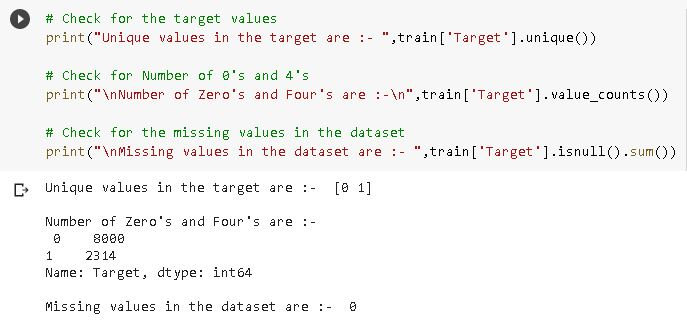 # Check for the target values
print("Unique values in the target are :- ",train['Target'].unique())
# Check for Number of 0's and 4's
print("\nNumber of Zero's and Four's are :-\n",train['Target'].value_counts())
# Check for the missing values in the dataset
print("\nMissing values in the dataset are :- ",train['Target'].isnull().sum())
Unique values in the target are :-  [0 1]
Number of Zero's and Four's are :-
 0    8000
1    2314
Name: Target, dtype: int64
Missing values in the dataset are :-  0